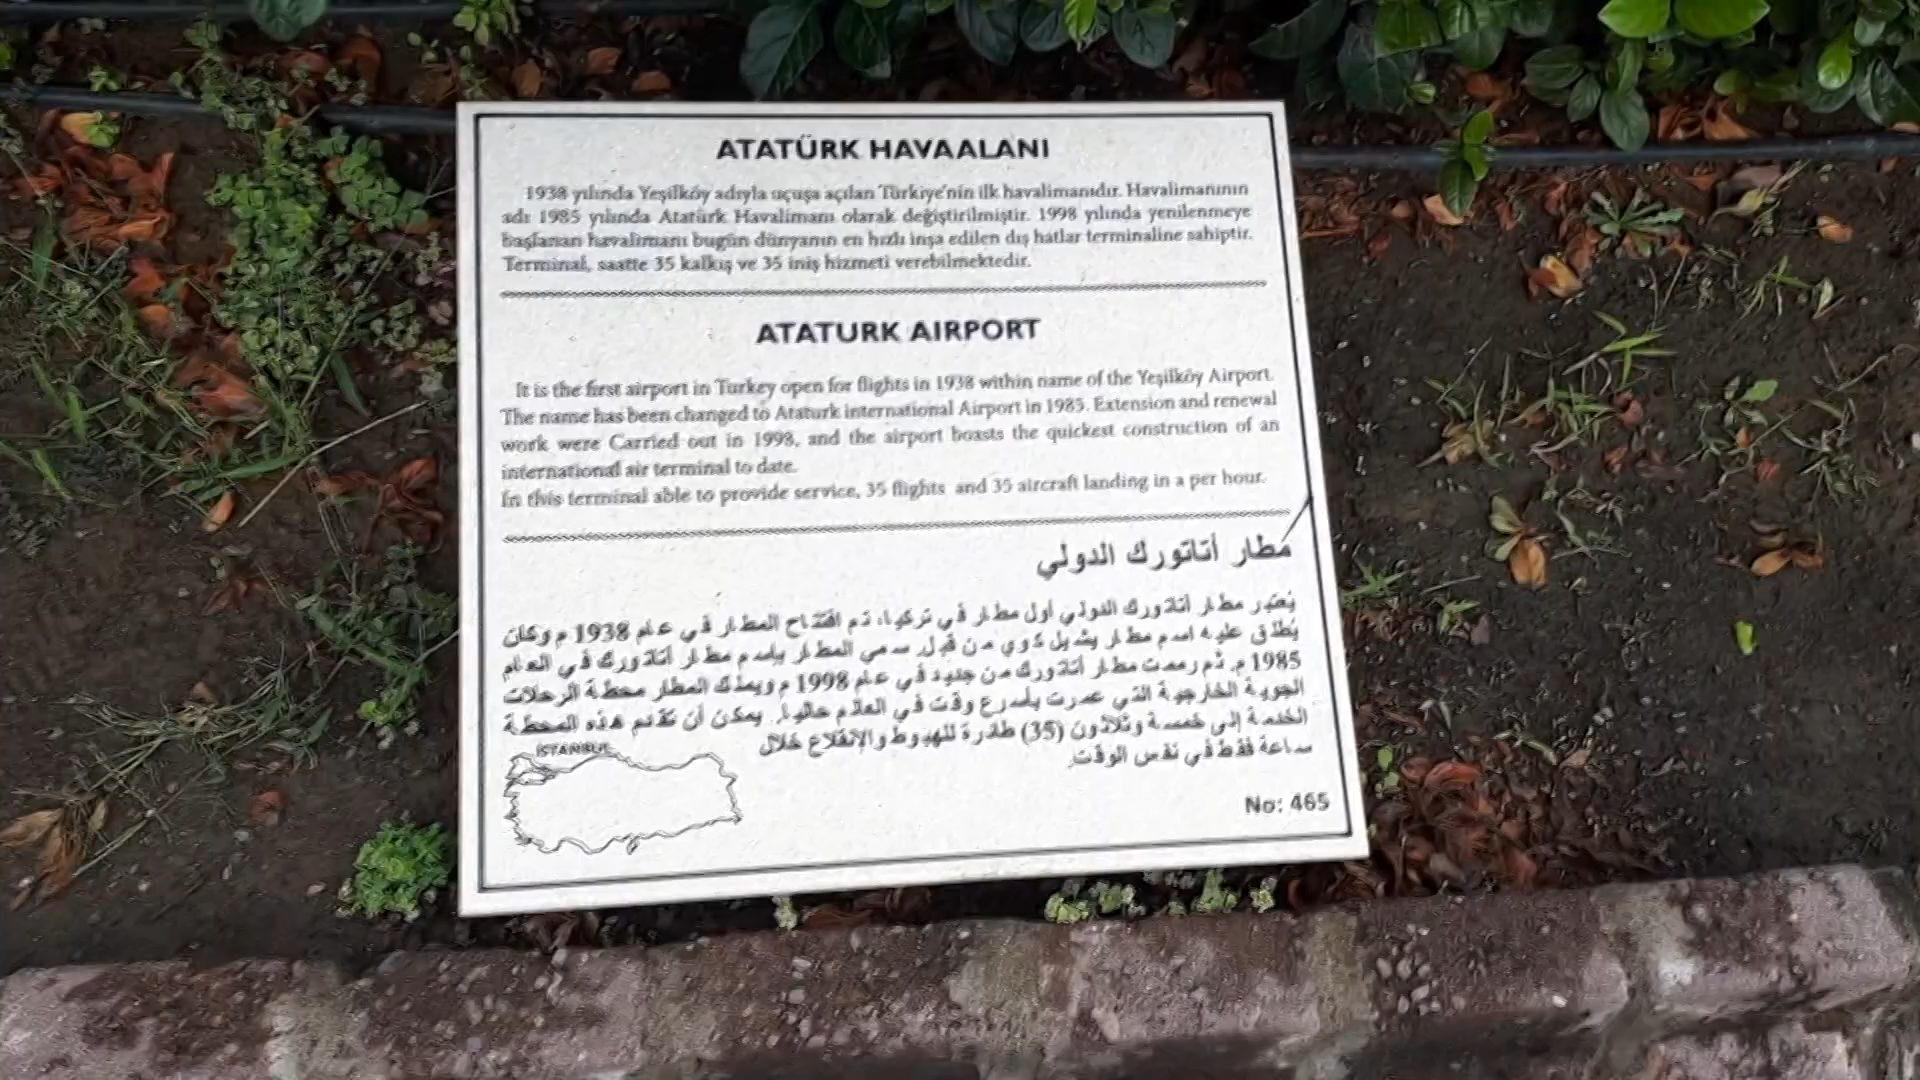 ATATÜRK HAVAALANI
1938 yılında Yeşilköy adıyla uçuşa açılan Türkiye'nin ilk havalimanıdır. Havalimanının
adı 1985 yılında Atatürk Havalimanı olarak değiştirilmiştir. 1998 yılında yenilenmeye
başlanan havalimanı bugün dünyanın en hızlı inşa edilen dış hatlar terminaline sahiptir.
Terminal, saatte 35 kalkış ve 35 iniş hizmeti verebilmektedir.
ATATURK AIRPORT
It is the first airport in Turkey open for flights in 1938 within name of the Yeşilköy Airport.
The name has been changed to Ataturk international Airport in 1985. Extension and renewal
work were Carried out in 1998, and the airport boasts the quickest construction of an
international air terminal to date.
In this terminal able to provide service, 35 flights and 35 aircraft landing in a per hour.
مطار أتاتورك الدولي
يُعتبر مطار أتاتورك الدولي أول مطار في تركيا، تم افتتاح المطار في عام 1938 م وكان
يُطلق عليه اسم مطار يشيل كوي من قبل. سمي المطار باسم مطار أتاتورك في العام
1985 م. ثم رممت مطار أتاتورك من جديد في عام 1998 م ويمتلك المطار محطة الرحلات
الجوية الخارجية التي عمرت بأسرع وقت في العالم حاليا. يمكن أن تقدم هذه المحطة
الخدمة إلى خمسة وثلاثون (35) طائرة للهبوط والإقلاع خلال
ساعة فقط في نفس الوقت.
İSTANBUL
No: 465